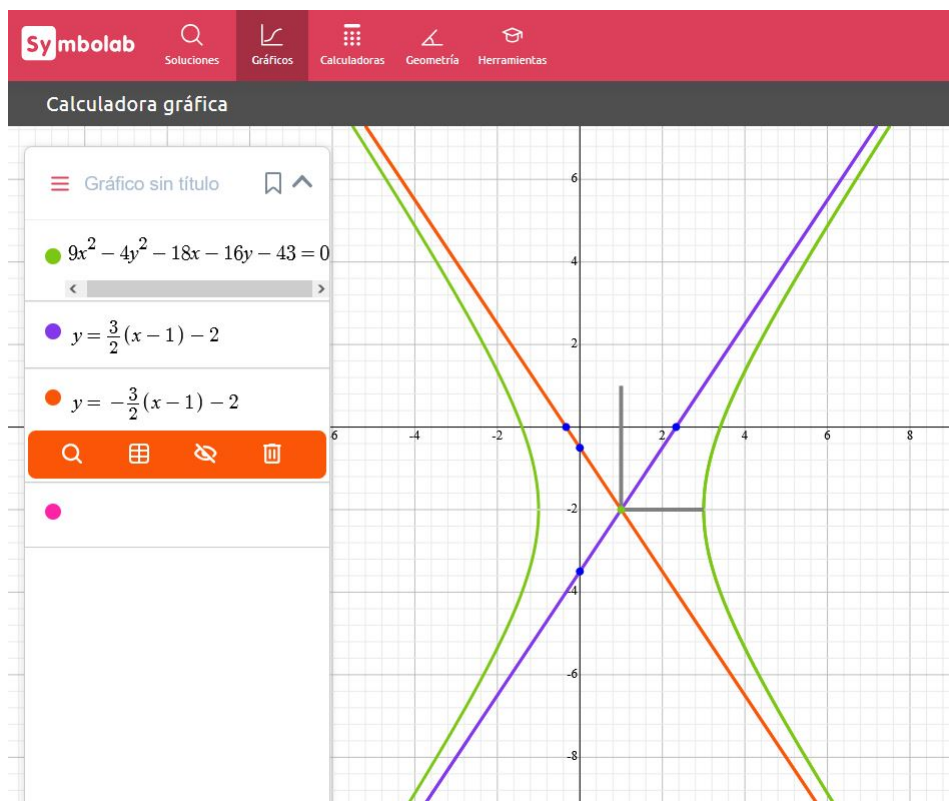 Symbolab
Soluciones
Gráficos
Calculadoras
Geometría
Herramientas
Calculadora gráfica
Gráfico sin título
9x² − 4y² − 18x − 16y − 43 = 0
y = 3/2 (x − 1) − 2
y = −3/2 (x − 1) − 2
6
4
2
6 -4 -2 2 4 6 8
-2
-4
-6
-8